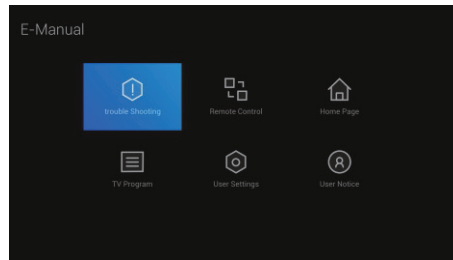 E-Manual
trouble Shooting
Remote Control
Home Page
TV Program
User Settings
User Notice